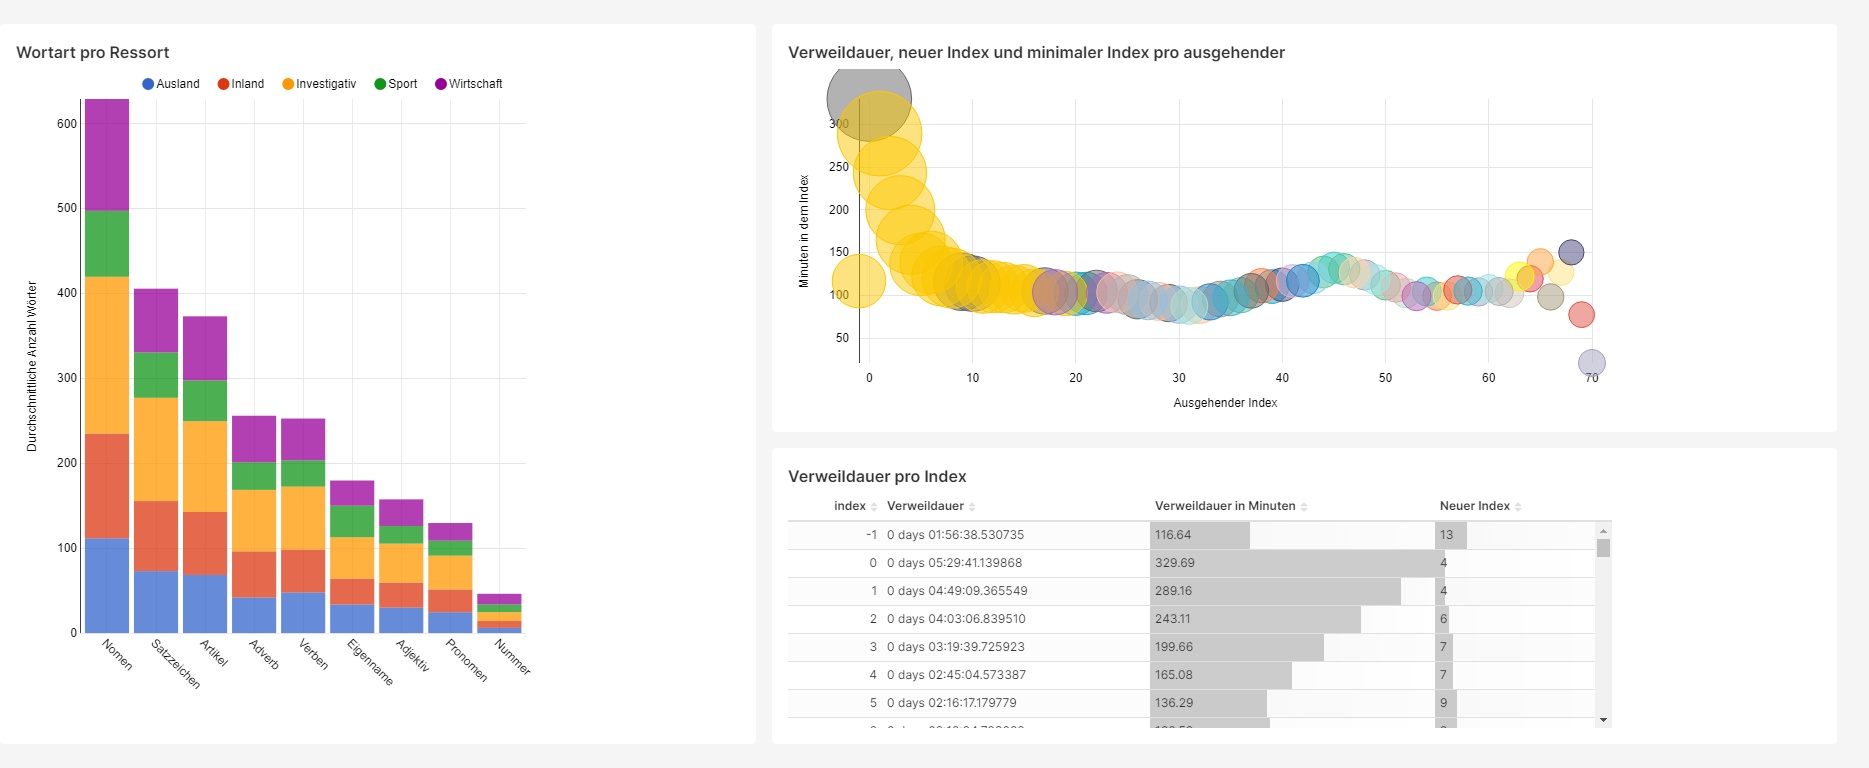 Wortart pro Ressort
Ausland Inland Investigativ Sport Wirtschaft
Durchschnittliche Anzahl Wörter
600
500
400
300
200
100
0
Nomen Satzzeichen Artikel Adverb Verben Eigenname Adjektiv Pronomen Nummer
Verweildauer, neuer Index und minimaler Index pro ausgehender
Minuten in dem Index
300
250
200
150
100
50
0 10 20 30 40 50 60 70
Ausgehender Index
Verweildauer pro Index
index Verweildauer Verweildauer in Minuten Neuer Index
-1 0 days 01:56:38.530735 116.64 13
0 0 days 05:29:41.139868 329.69 4
1 0 days 04:49:09.365549 289.16 4
2 0 days 04:03:06.839510 243.11 6
3 0 days 03:19:39.725923 199.66 7
4 0 days 02:45:04.573387 165.08 7
5 0 days 02:16:17.179779 136.29 9